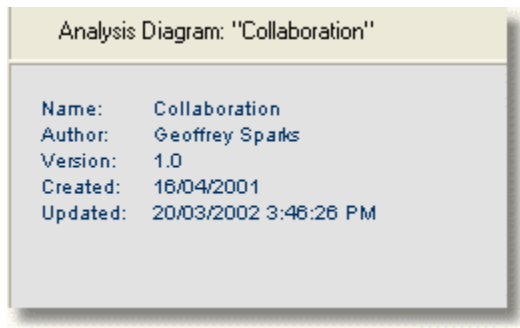 Analysis Diagram: "Collaboration"
Name: Collaboration
Author: Geoffrey Sparks
Version: 1.0
Created: 16/04/2001
Updated: 20/03/2002 3:46:26 PM